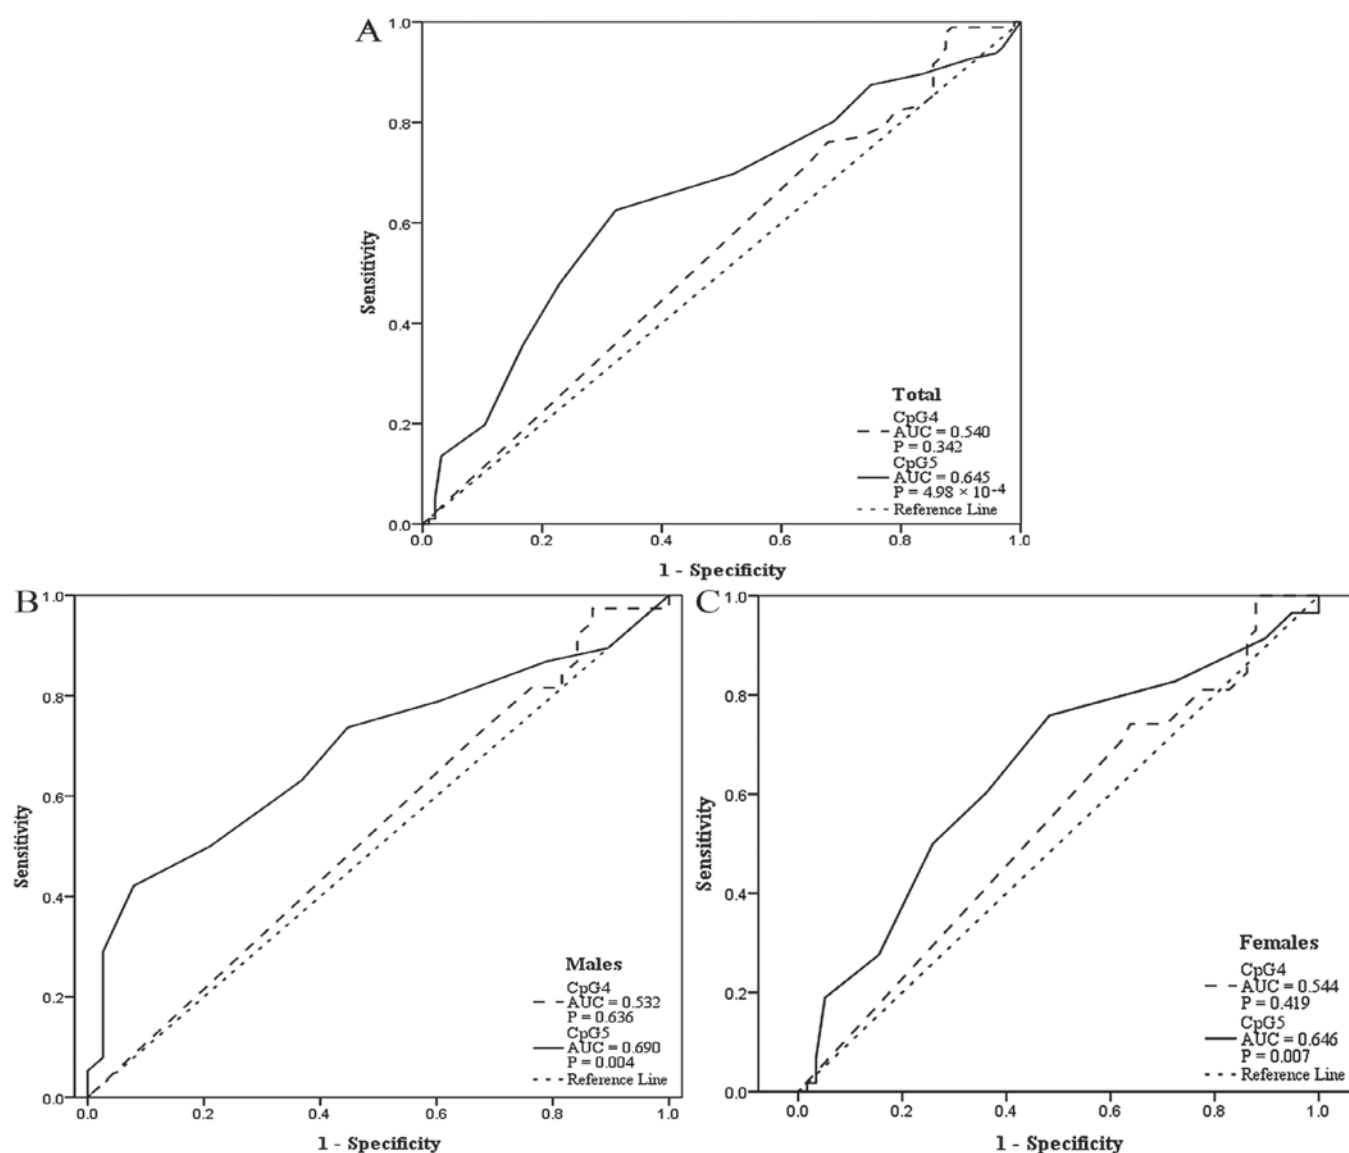 A
1.0
0.8
0.6
0.4
0.2
0.0
Sensitivity
0.0 0.2 0.4 0.6 0.8 1.0
1 - Specificity
Total
CpG4
AUC = 0.540
P = 0.342
CpG5
AUC = 0.645
P = 4.98 × 10⁻⁴
Reference Line
B
1.0
0.8
0.6
0.4
0.2
0.0
Sensitivity
0.0 0.2 0.4 0.6 0.8 1.0
1 - Specificity
Males
CpG4
AUC = 0.532
P = 0.636
CpG5
AUC = 0.690
P = 0.004
Reference Line
C
1.0
0.8
0.6
0.4
0.2
0.0
Sensitivity
0.0 0.2 0.4 0.6 0.8 1.0
1 - Specificity
Females
CpG4
AUC = 0.544
P = 0.419
CpG5
AUC = 0.646
P = 0.007
Reference Line